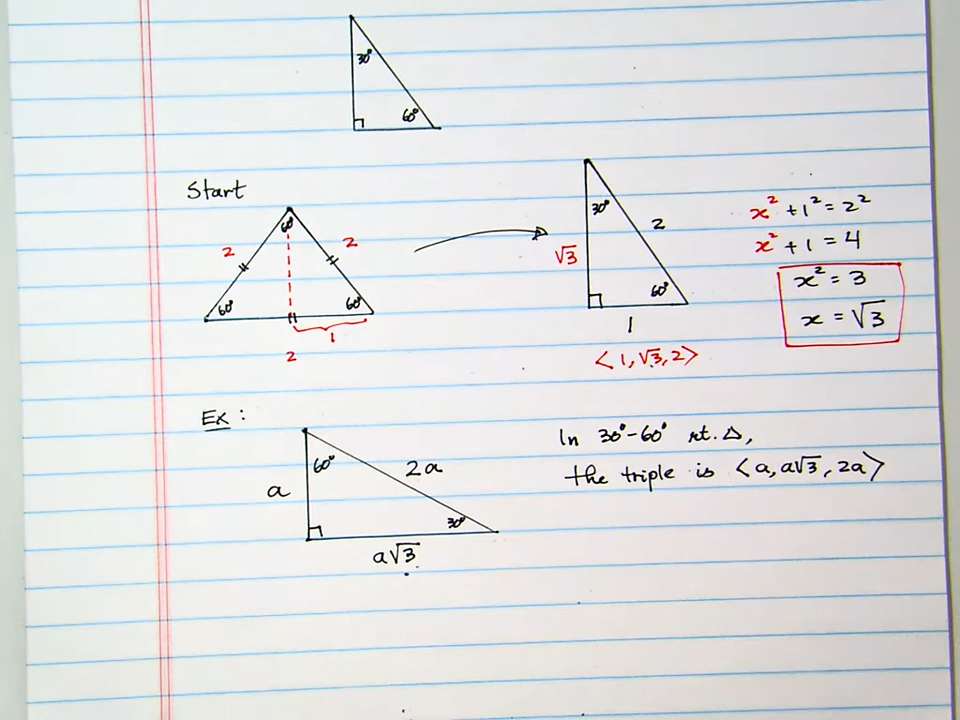 30°
60°
Start
60°
2
2
60°
60°
1
2
30°
2
√3
60°
1
<1, √3, 2>
x² + 1² = 2²
x² + 1 = 4
x² = 3
x = √3
Ex:
60°
2a
a
30°
a√3
In 30°-60° rt. △,
the triple is <a, a√3, 2a>